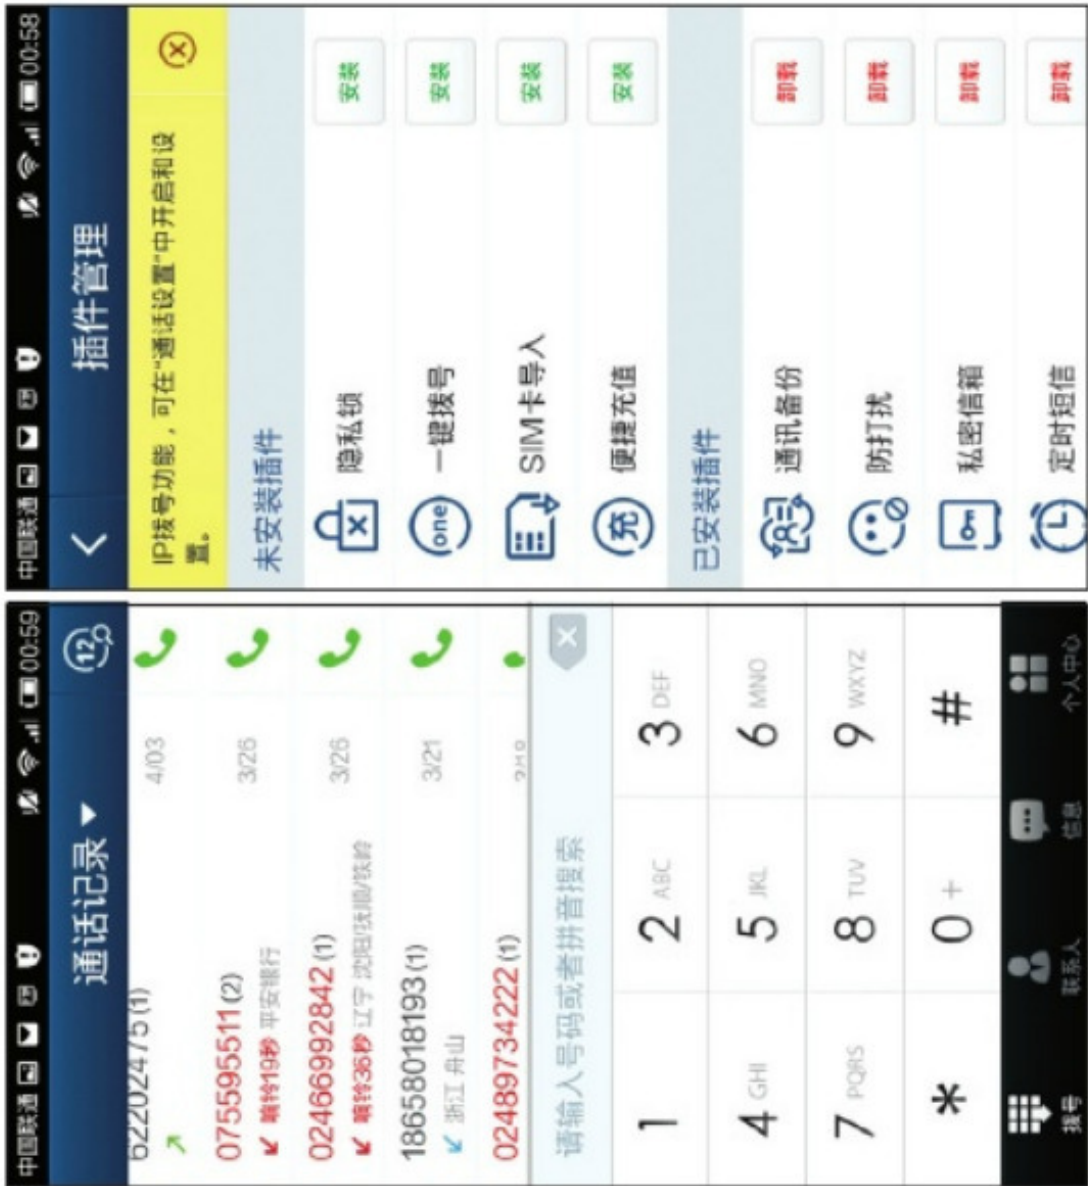 中国联通 00:59
通话记录
62202475(1)
4/03
075595511(2)
响铃19秒 平安银行
3/26
02466992842(1)
响铃36秒 辽宁 沈阳/抚顺/铁岭
3/26
18658018193(1)
浙江 舟山
3/21
02489734222(1)
请输入号码或者拼音搜索
1 2 ABC 3 DEF
4 GHI 5 JKL 6 MNO
7 PQRS 8 TUV 9 WXYZ
* 0 + #
拨号 联系人 信息 个人中心
中国联通 00:58
插件管理
IP拨号功能，可在“通话设置”中开启和设
置。
未安装插件
隐私锁 安装
one 一键拨号 安装
SIM卡导入 安装
充 便捷充值 安装
已安装插件
通讯备份 卸载
防打扰 卸载
私密信箱 卸载
定时短信 卸载